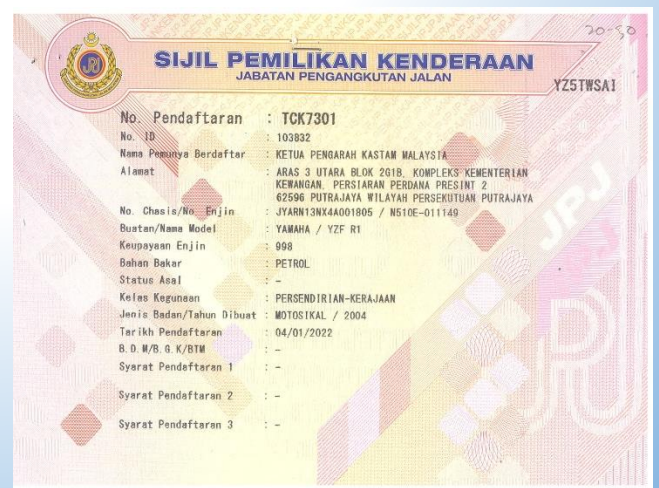 20-50
SIJIL PEMILIKAN KENDERAAN
JABATAN PENGANGKUTAN JALAN
YZ5TWSA1
No. Pendaftaran : TCK7301
No. ID : 103832
Nama Pemunya Berdaftar : KETUA PENGARAH KASTAM MALAYSIA
Alamat : ARAS 3 UTARA BLOK 2G1B, KOMPLEKS KEMENTERIAN
KEWANGAN, PERSIARAN PERDANA PRESINT 2
62596 PUTRAJAYA WILAYAH PERSEKUTUAN PUTRAJAYA
No. Chasis/No. Enjin : JYARN13NX4A001805 / N510E-011149
Buatan/Nama Model : YAMAHA / YZF R1
Keupayaan Enjin : 998
Bahan Bakar : PETROL
Status Asal : -
Kelas Kegunaan : PERSENDIRIAN-KERAJAAN
Jenis Badan/Tahun Dibuat : MOTOSIKAL / 2004
Tarikh Pendaftaran : 04/01/2022
B.D.M/B.G.K/BTM : -
Syarat Pendaftaran 1 : -
Syarat Pendaftaran 2 : -
Syarat Pendaftaran 3 : -
JPJ